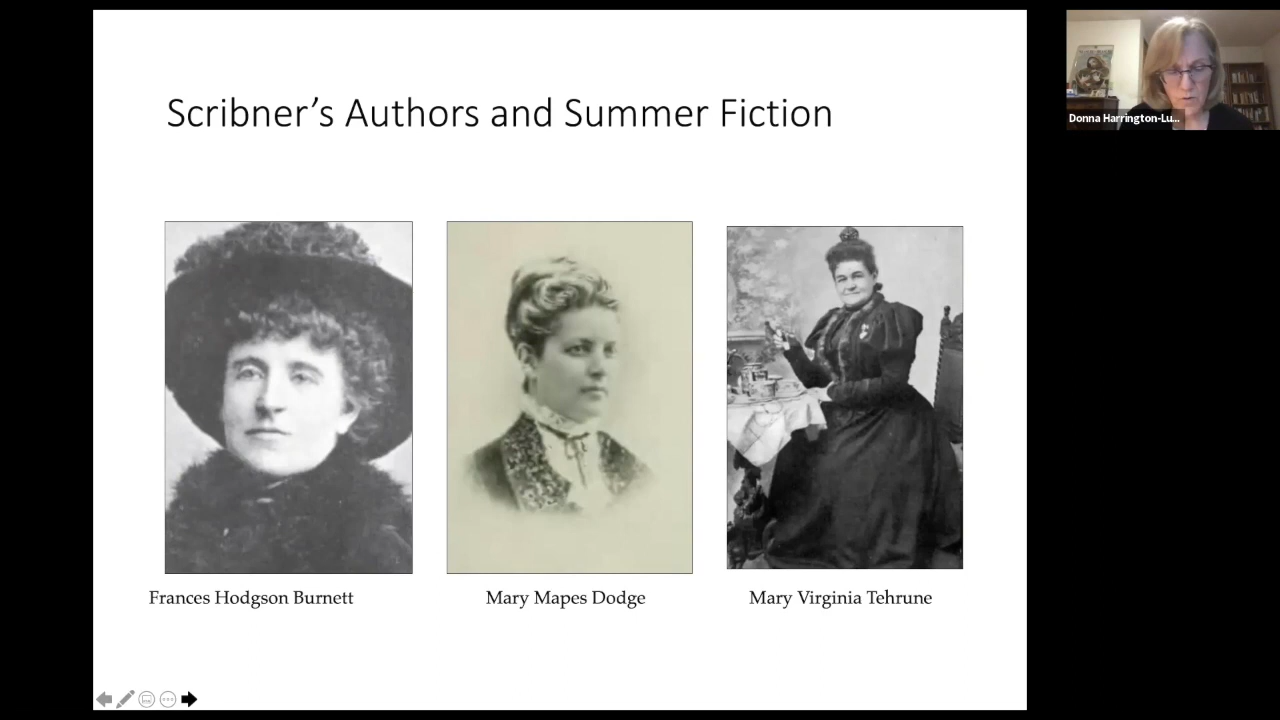 Scribner’s Authors and Summer Fiction
Donna Harrington-Lu...
Frances Hodgson Burnett
Mary Mapes Dodge
Mary Virginia Tehrune